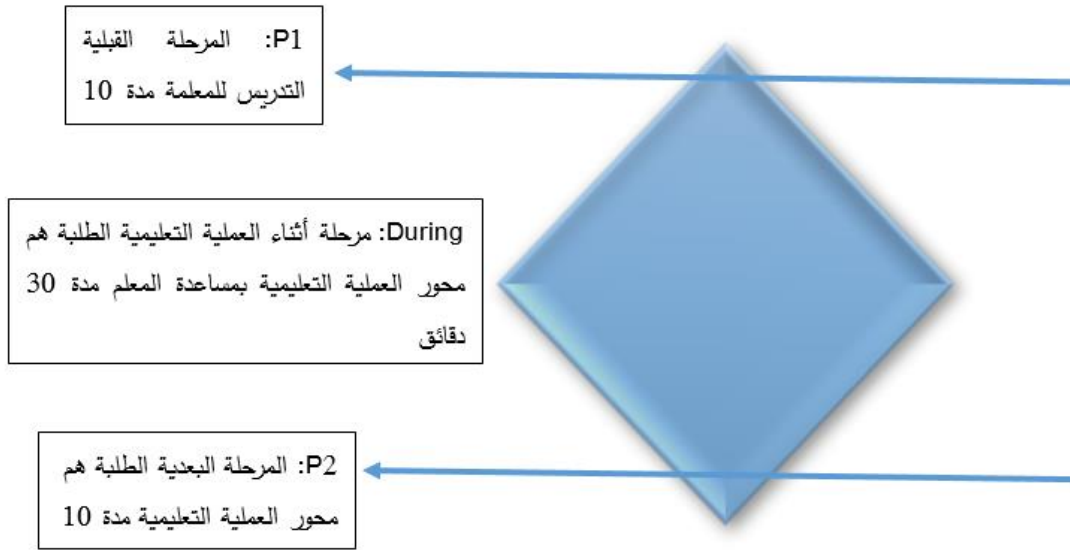 P1: المرحلة القبلية
التدريس للمعلمة مدة 10
During: مرحلة أثناء العملية التعليمية الطلبة هم
محور العملية التعليمية بمساعدة المعلم مدة 30
دقائق
P2: المرحلة البعدية الطلبة هم
محور العملية التعليمية مدة 10